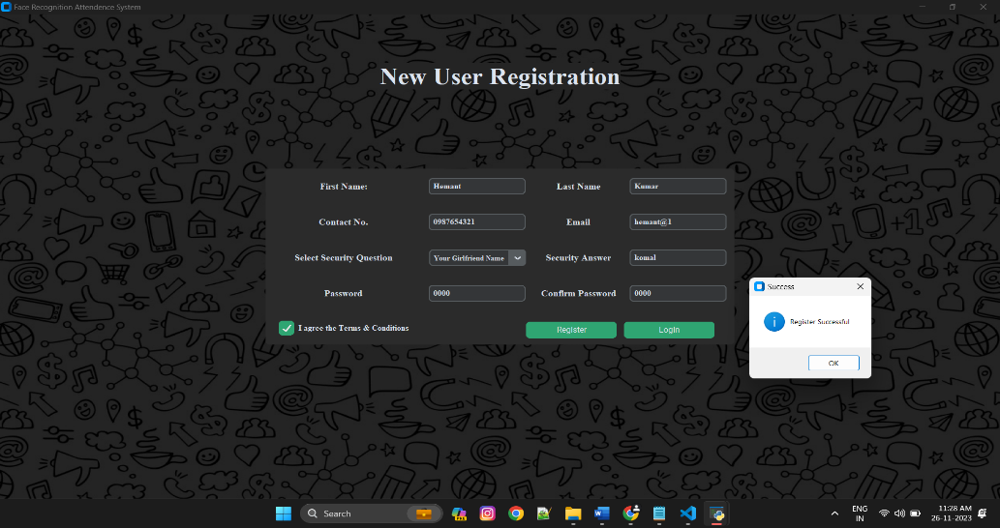 Face Recognition Attendence System
New User Registration
First Name: Hemant Last Name Kumar
Contact No. 0987654321 Email hemant@1
Select Security Question Your Girlfriend Name Security Answer komal
Password 0000 Confirm Password 0000
I agree the Terms & Conditions Register Login
Success
Register Successful
OK
Search
ENG
IN
11:28 AM
26-11-2023